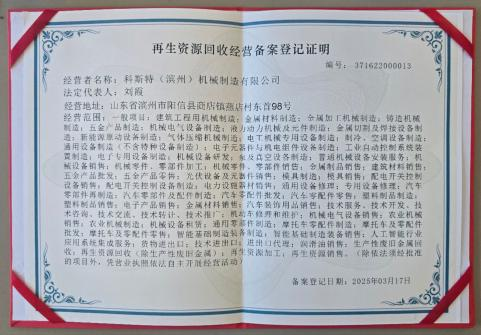 再生资源回收经营备案登记证明
编号：371622000013
经营者名称：科斯特（滨州）机械制造有限公司
法定代表人：刘霞
经营地址：山东省滨州市阳信县商店镇燕店村东首98号
经营范围：一般项目：建筑工程用机械制造；金属材料制造；金属加工机械制造；铸造机械
制造；五金产品制造；机械电气设备制造；液力动力机械及元件制造；金属切割及焊接设备制
造；新能源原动设备制造；气体压缩机械制造；电工机械专用设备制造；制冷、空调设备制造；
通用设备制造（不含特种设备制造）；电子元器件与机电组件设备制造；工业自动控制系统装
置制造；电子专用设备制造；机械设备研发；泵及真空设备制造；普通机械设备安装服务；机
械设备销售；机械零件、零部件加工；机械零件、零部件销售；金属制品销售；建筑材料销售；
五金产品批发；五金产品零售；光伏设备及元器件销售；模具制造；模具销售；配电开关控制
设备销售；配电开关控制设备制造；电力设施器材销售；通用设备修理；专用设备修理；汽车
零部件再制造；汽车零部件及配件制造；汽车零配件批发；汽车零配件零售；塑料制品制造；
塑料制品销售；电子产品销售；金属材料销售；汽车装饰用品销售；技术服务、技术开发、技
术咨询、技术交流、技术转让、技术推广；机动车修理和维护；机械电气设备销售；农业机械
销售；农业机械制造；机械设备租赁；通用零部件制造；摩托车及零配件零售；摩托车及零配
件批发；摩托车及零配件零售；智能基础制造装备制造；智能基础制造装备销售；人工智能行业
应用系统集成服务；货物进出口；技术进出口；进出口代理；润滑油销售；生产性废旧金属回
收；再生资源回收（除生产性废旧金属）；再生资源加工；再生资源销售。（除依法须经批准
的项目外，凭营业执照依法自主开展经营活动）
备案登记日期：2025年03月17日